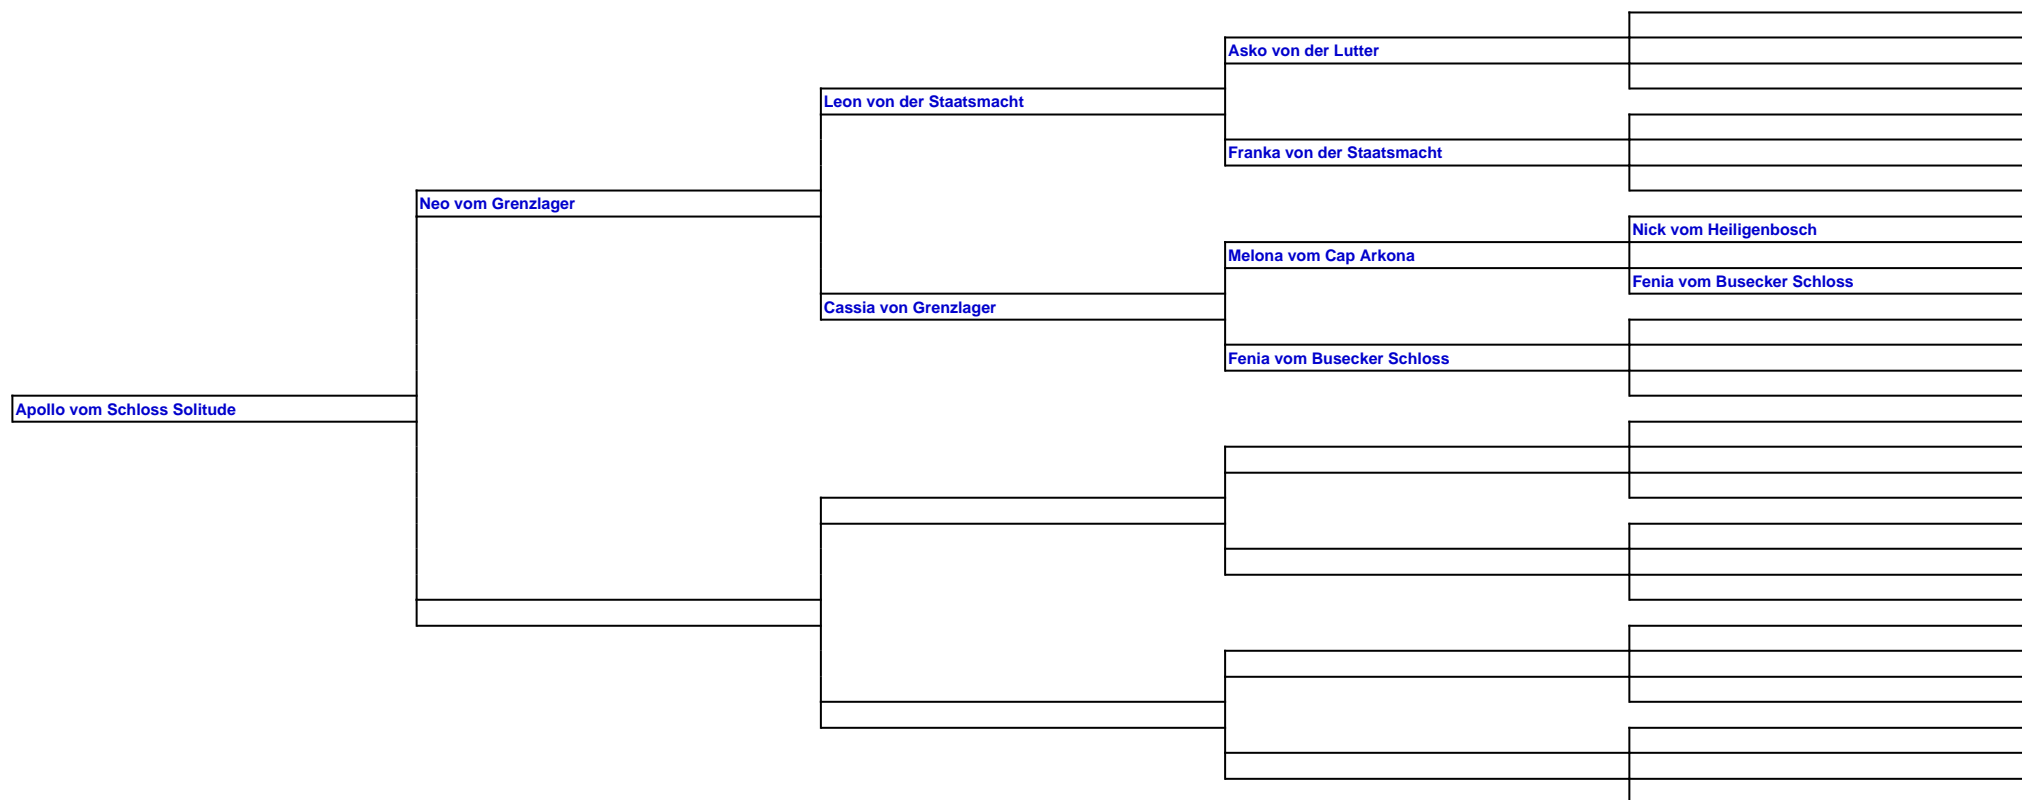 Asko von der Lutter
Leon von der Staatsmacht
Franka von der Staatsmacht
Neo vom Grenzlager
Nick vom Heiligenbosch
Melona vom Cap Arkona
Fenia vom Busecker Schloss
Cassia von Grenzlager
Fenia vom Busecker Schloss
Apollo vom Schloss Solitude